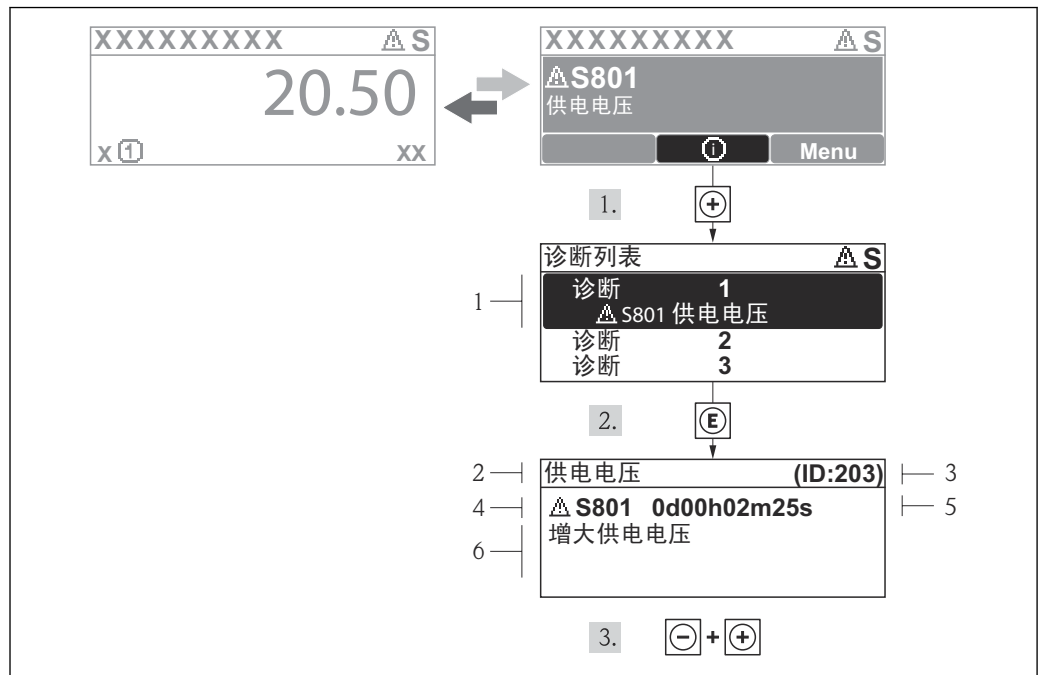 XXXXXXXXX ⚠ S
20.50
X ① XX
XXXXXXXXX ⚠ S
⚠ S801
供电电压
ⓘ Menu
1. ⊕
诊断列表 ⚠ S
1
诊断 1
⚠ S801 供电电压
诊断 2
诊断 3
2. Ⓔ
2 供电电压 (ID:203) 3
4 ⚠ S801 0d00h02m25s 5
6 增大供电电压
3. ⊖ + ⊕